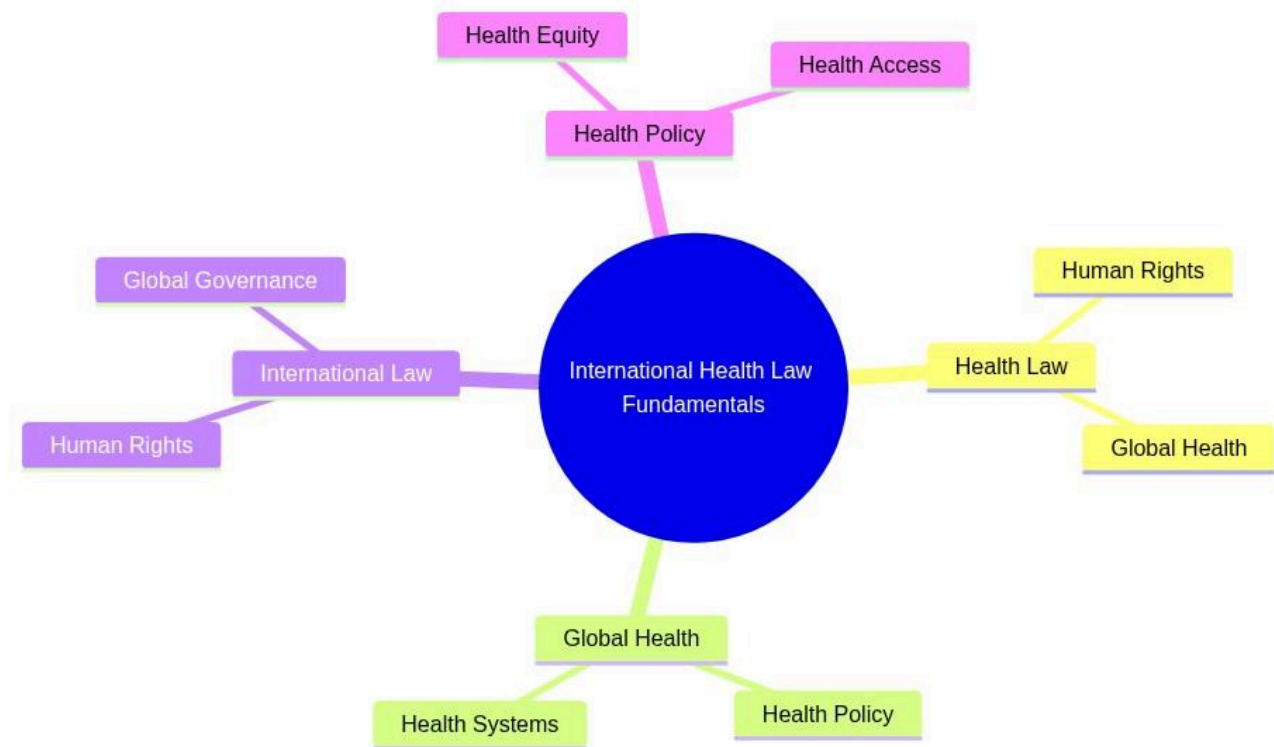 Health Equity
Health Access
Health Policy
Human Rights
Global Governance
Health Law
International Law
International Health Law
Fundamentals
Human Rights
Global Health
Global Health
Health Systems
Health Policy